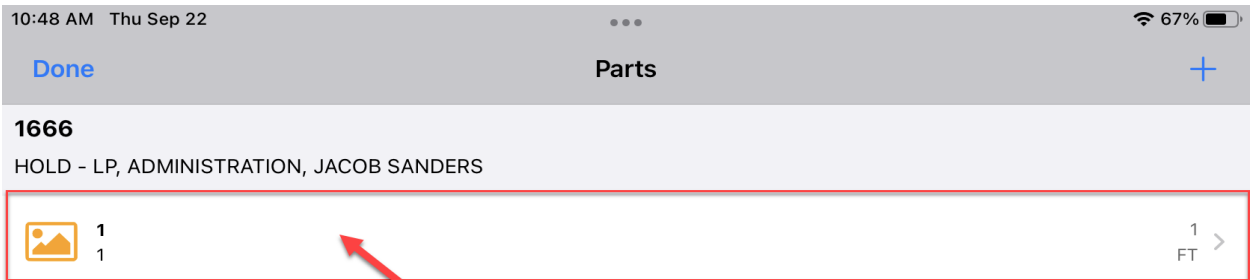 10:48 AM Thu Sep 22
67%
Done
Parts
1666
HOLD - LP, ADMINISTRATION, JACOB SANDERS
1
1
1
FT